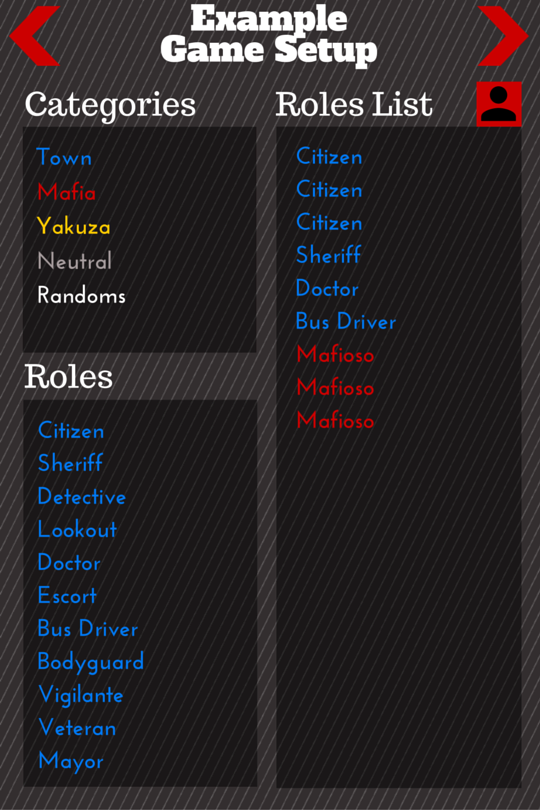 Example
Game Setup
Categories
Town
Mafia
Yakuza
Neutral
Randoms
Roles
Citizen
Sheriff
Detective
Lookout
Doctor
Escort
Bus Driver
Bodyguard
Vigilante
Veteran
Mayor
Roles List
Citizen
Citizen
Citizen
Sheriff
Doctor
Bus Driver
Mafioso
Mafioso
Mafioso